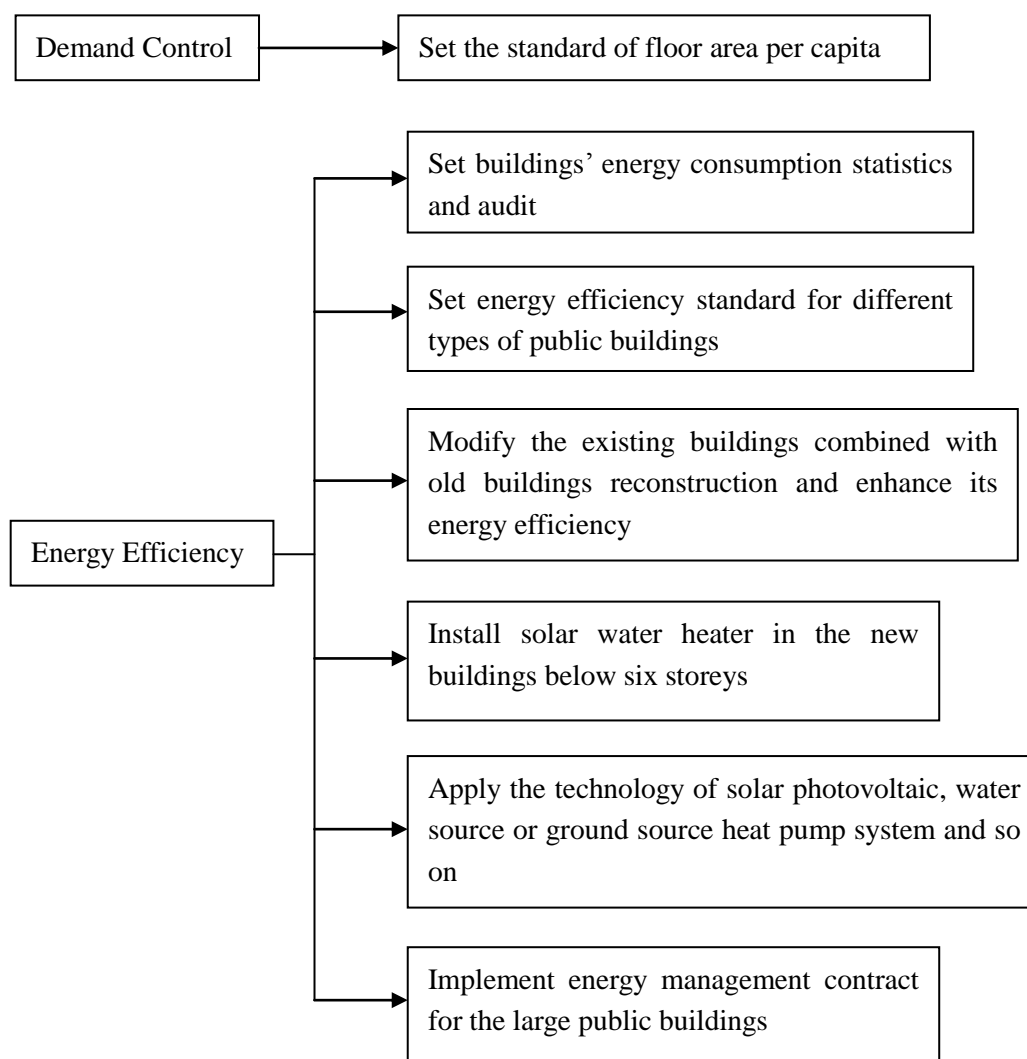 Demand Control
Set the standard of floor area per capita
Set buildings’ energy consumption statistics
and audit
Set energy efficiency standard for different
types of public buildings
Modify the existing buildings combined with
old buildings reconstruction and enhance its
energy efficiency
Energy Efficiency
Install solar water heater in the new
buildings below six storeys
Apply the technology of solar photovoltaic, water
source or ground source heat pump system and so
on
Implement energy management contract
for the large public buildings